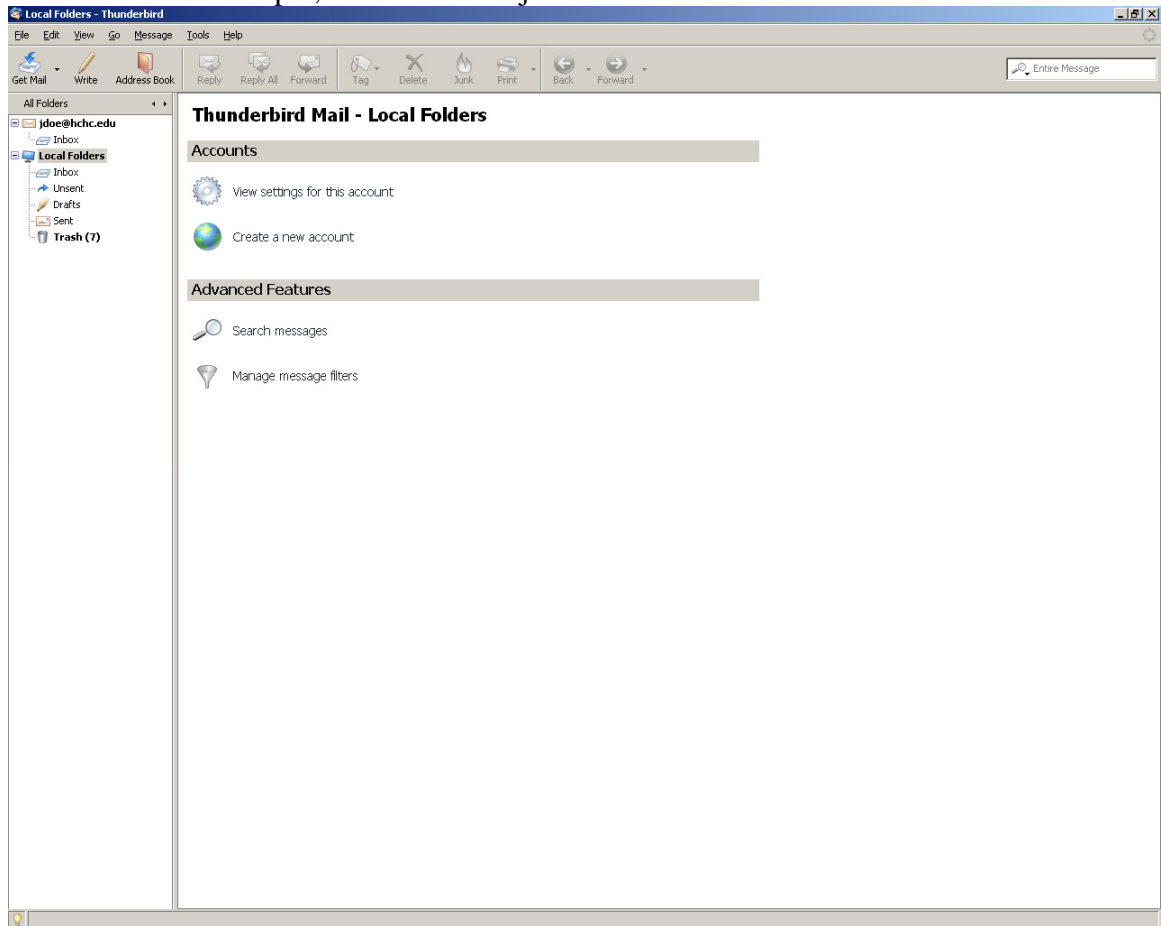 Local Folders - Thunderbird
File Edit View Go Message Tools Help
Get Mail Write Address Book Reply Reply All Forward Tag Delete Junk Print Back Forward
Entire Message
All Folders
jdoe@hchc.edu
Inbox
Local Folders
Inbox
Unsent
Drafts
Sent
Trash (7)
Thunderbird Mail - Local Folders
Accounts
View settings for this account
Create a new account
Advanced Features
Search messages
Manage message filters